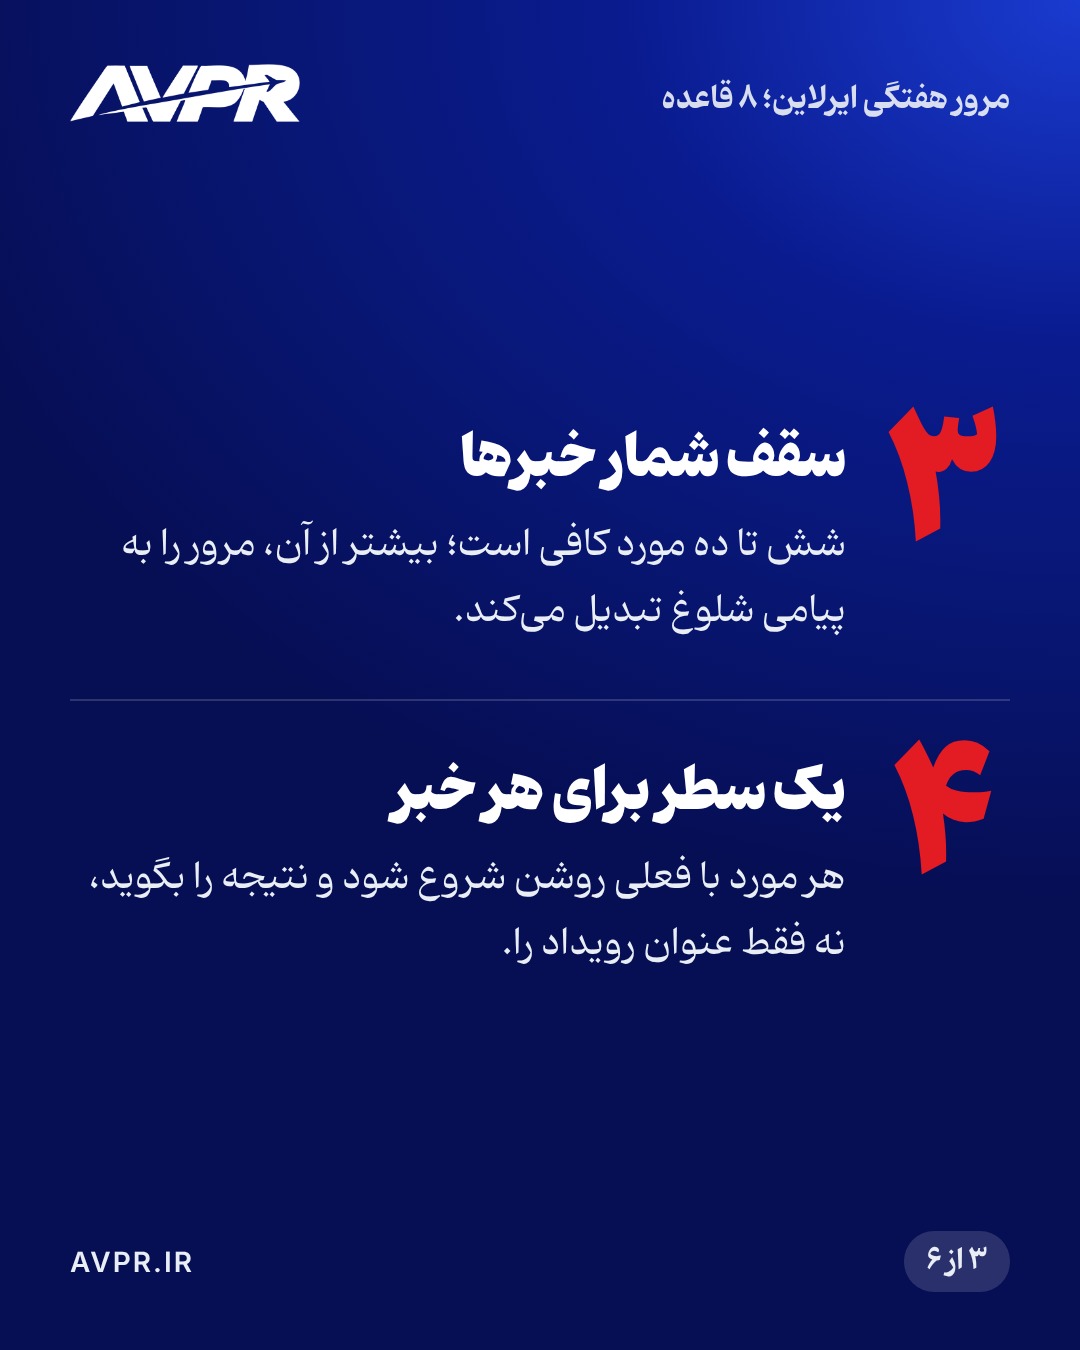 مرور هفتگی ایرلاین؛ ۸ قاعده
AVPR
۳
سقف شمار خبرها
شش تا ده مورد کافی است؛ بیشتر از آن، مرور را به
پیامی شلوغ تبدیل می‌کند.
۴
یک سطر برای هر خبر
هر مورد با فعلی روشن شروع شود و نتیجه را بگوید،
نه فقط عنوان رویداد را.
۳ از ۶
AVPR.IR